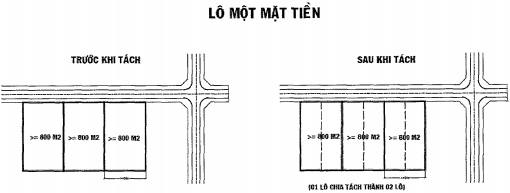 LÔ MỘT MẶT TIỀN
TRƯỚC KHI TÁCH
SAU KHI TÁCH
>= 800 M2
>= 800 M2
>= 800 M2
>= 800 M2
>= 800 M2
>= 800 M2
(01 LÔ CHIA TÁCH THÀNH 02 LÔ)